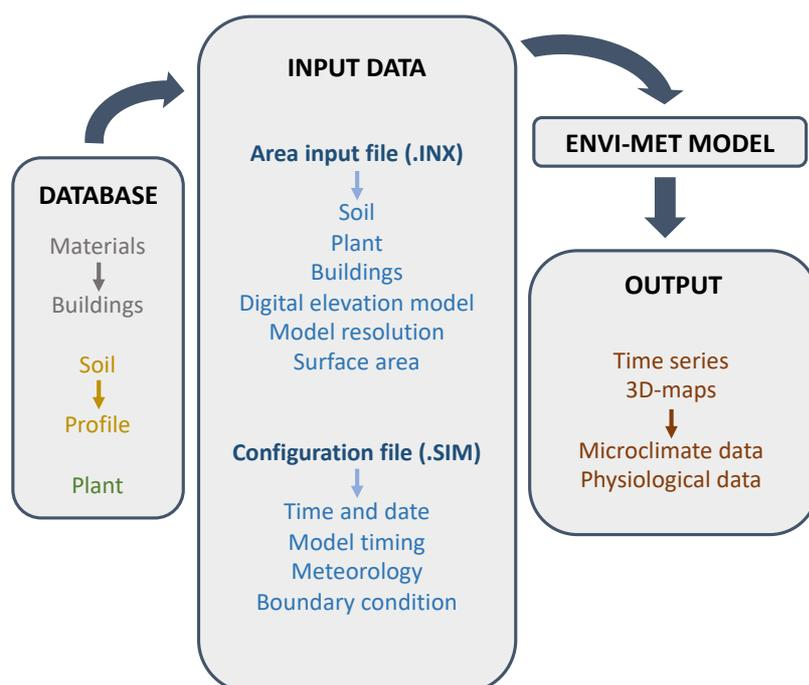 DATABASE
Materials
Buildings
Soil
Profile
Plant
INPUT DATA
Area input file (.INX)
Soil
Plant
Buildings
Digital elevation model
Model resolution
Surface area
Configuration file (.SIM)
Time and date
Model timing
Meteorology
Boundary condition
ENVI-MET MODEL
OUTPUT
Time series
3D-maps
Microclimate data
Physiological data